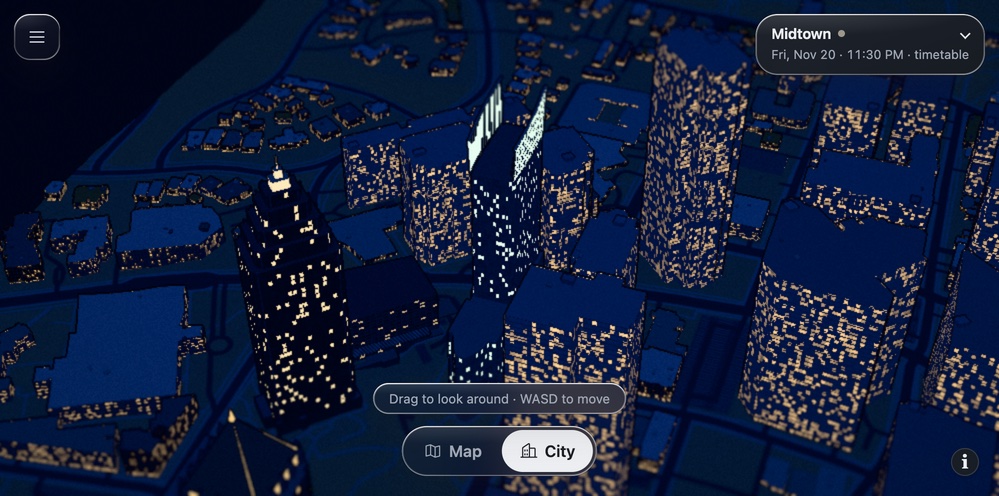 Midtown
Fri, Nov 20 · 11:30 PM · timetable
Drag to look around · WASD to move
Map
City